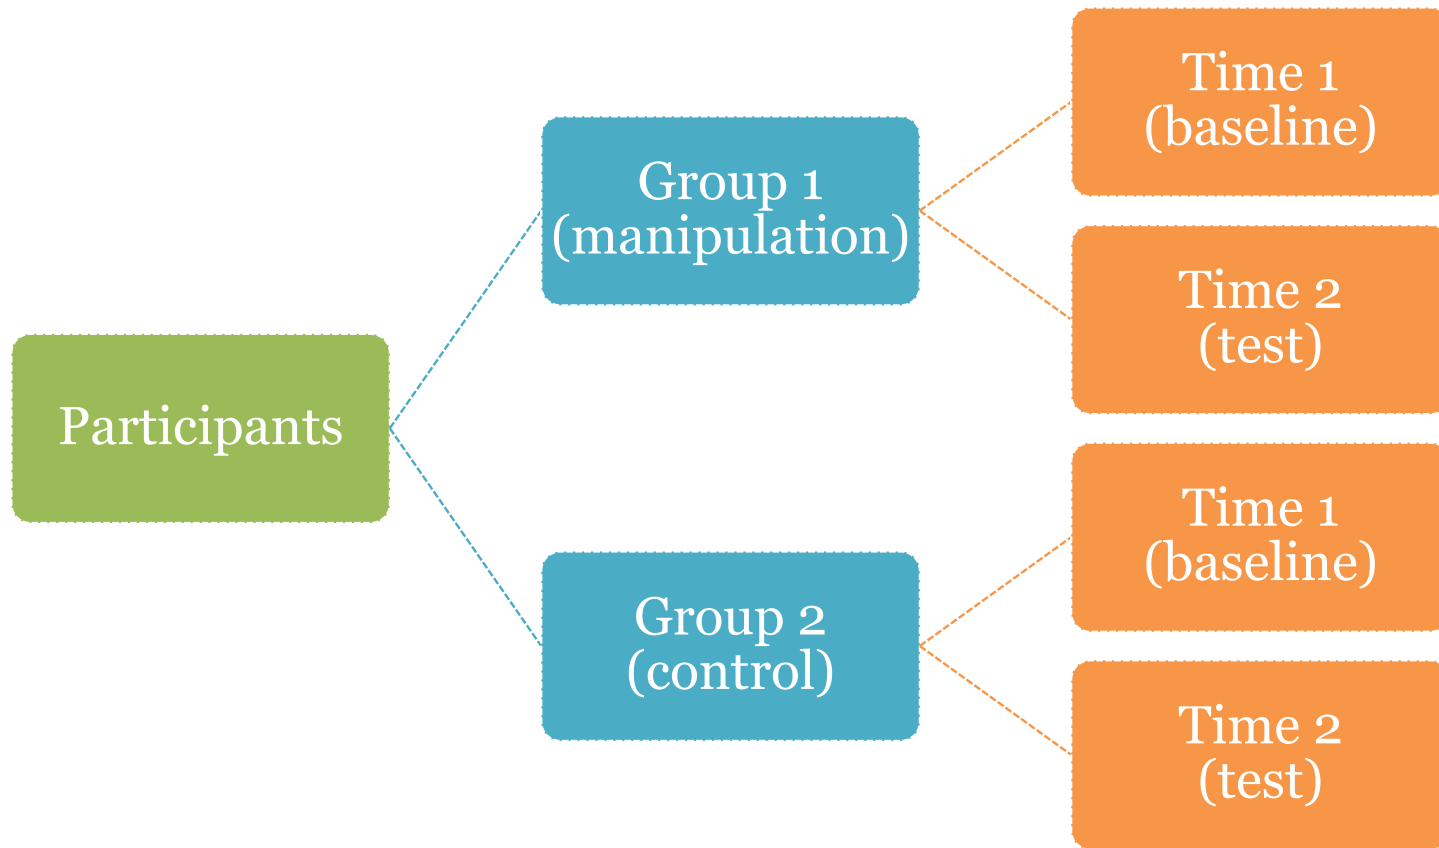 Participants
Group 1
(manipulation)
Time 1
(baseline)
Time 2
(test)
Group 2
(control)
Time 1
(baseline)
Time 2
(test)